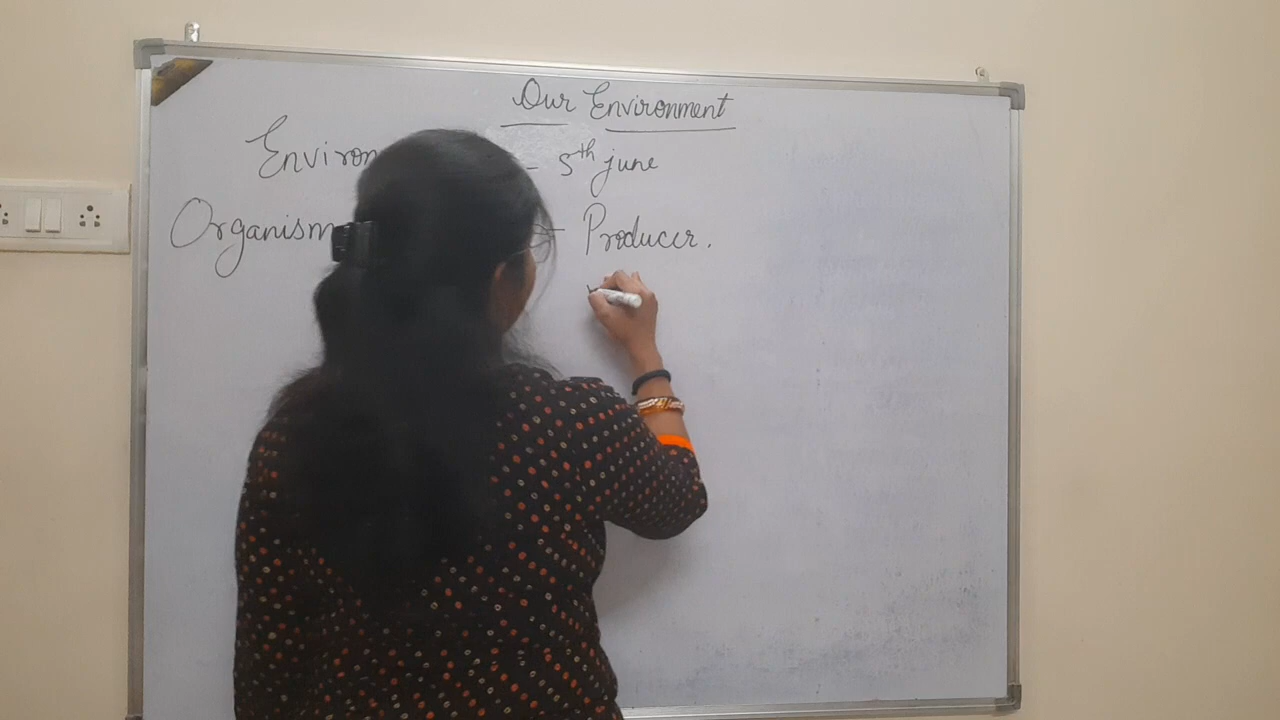 Our Environment
Environ - 5th june
Organism - Producer.